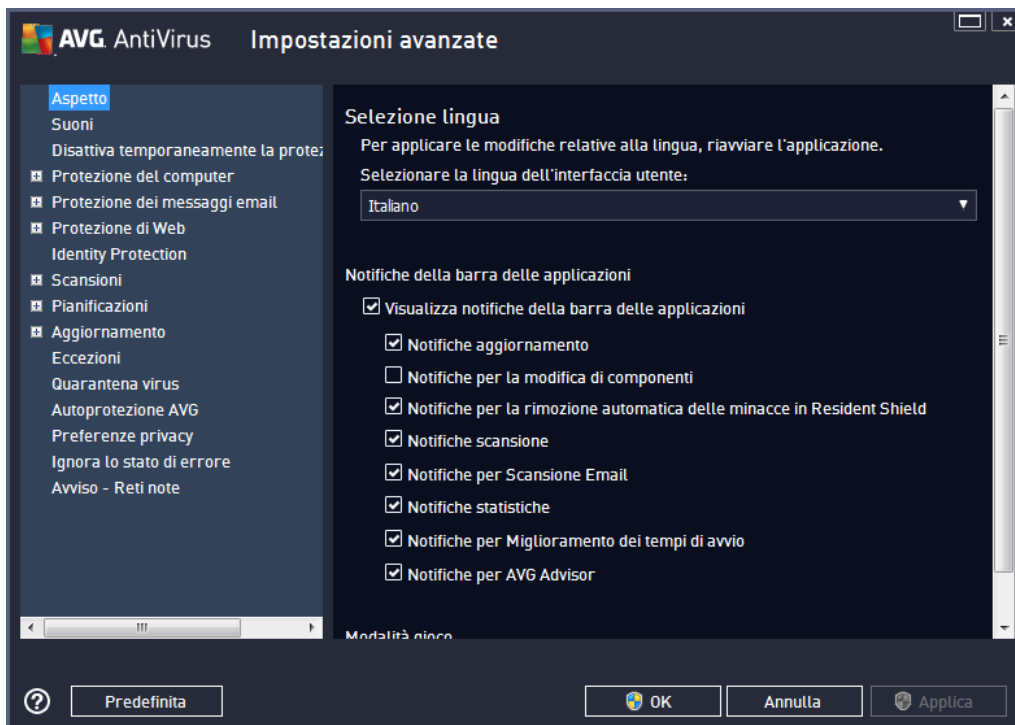 AVG AntiVirus
Impostazioni avanzate
Aspetto
Suoni
Disattiva temporaneamente la protez
Protezione del computer
Protezione dei messaggi email
Protezione di Web
Identity Protection
Scansioni
Pianificazioni
Aggiornamento
Eccezioni
Quarantena virus
Autoprotezione AVG
Preferenze privacy
Ignora lo stato di errore
Avviso - Reti note
Selezione lingua
Per applicare le modifiche relative alla lingua, riavviare l'applicazione.
Selezionare la lingua dell'interfaccia utente:
Italiano
Notifiche della barra delle applicazioni
Visualizza notifiche della barra delle applicazioni
Notifiche aggiornamento
Notifiche per la modifica di componenti
Notifiche per la rimozione automatica delle minacce in Resident Shield
Notifiche scansione
Notifiche per Scansione Email
Notifiche statistiche
Notifiche per Miglioramento dei tempi di avvio
Notifiche per AVG Advisor
Modalità gioco
Predefinita
OK
Annulla
Applica